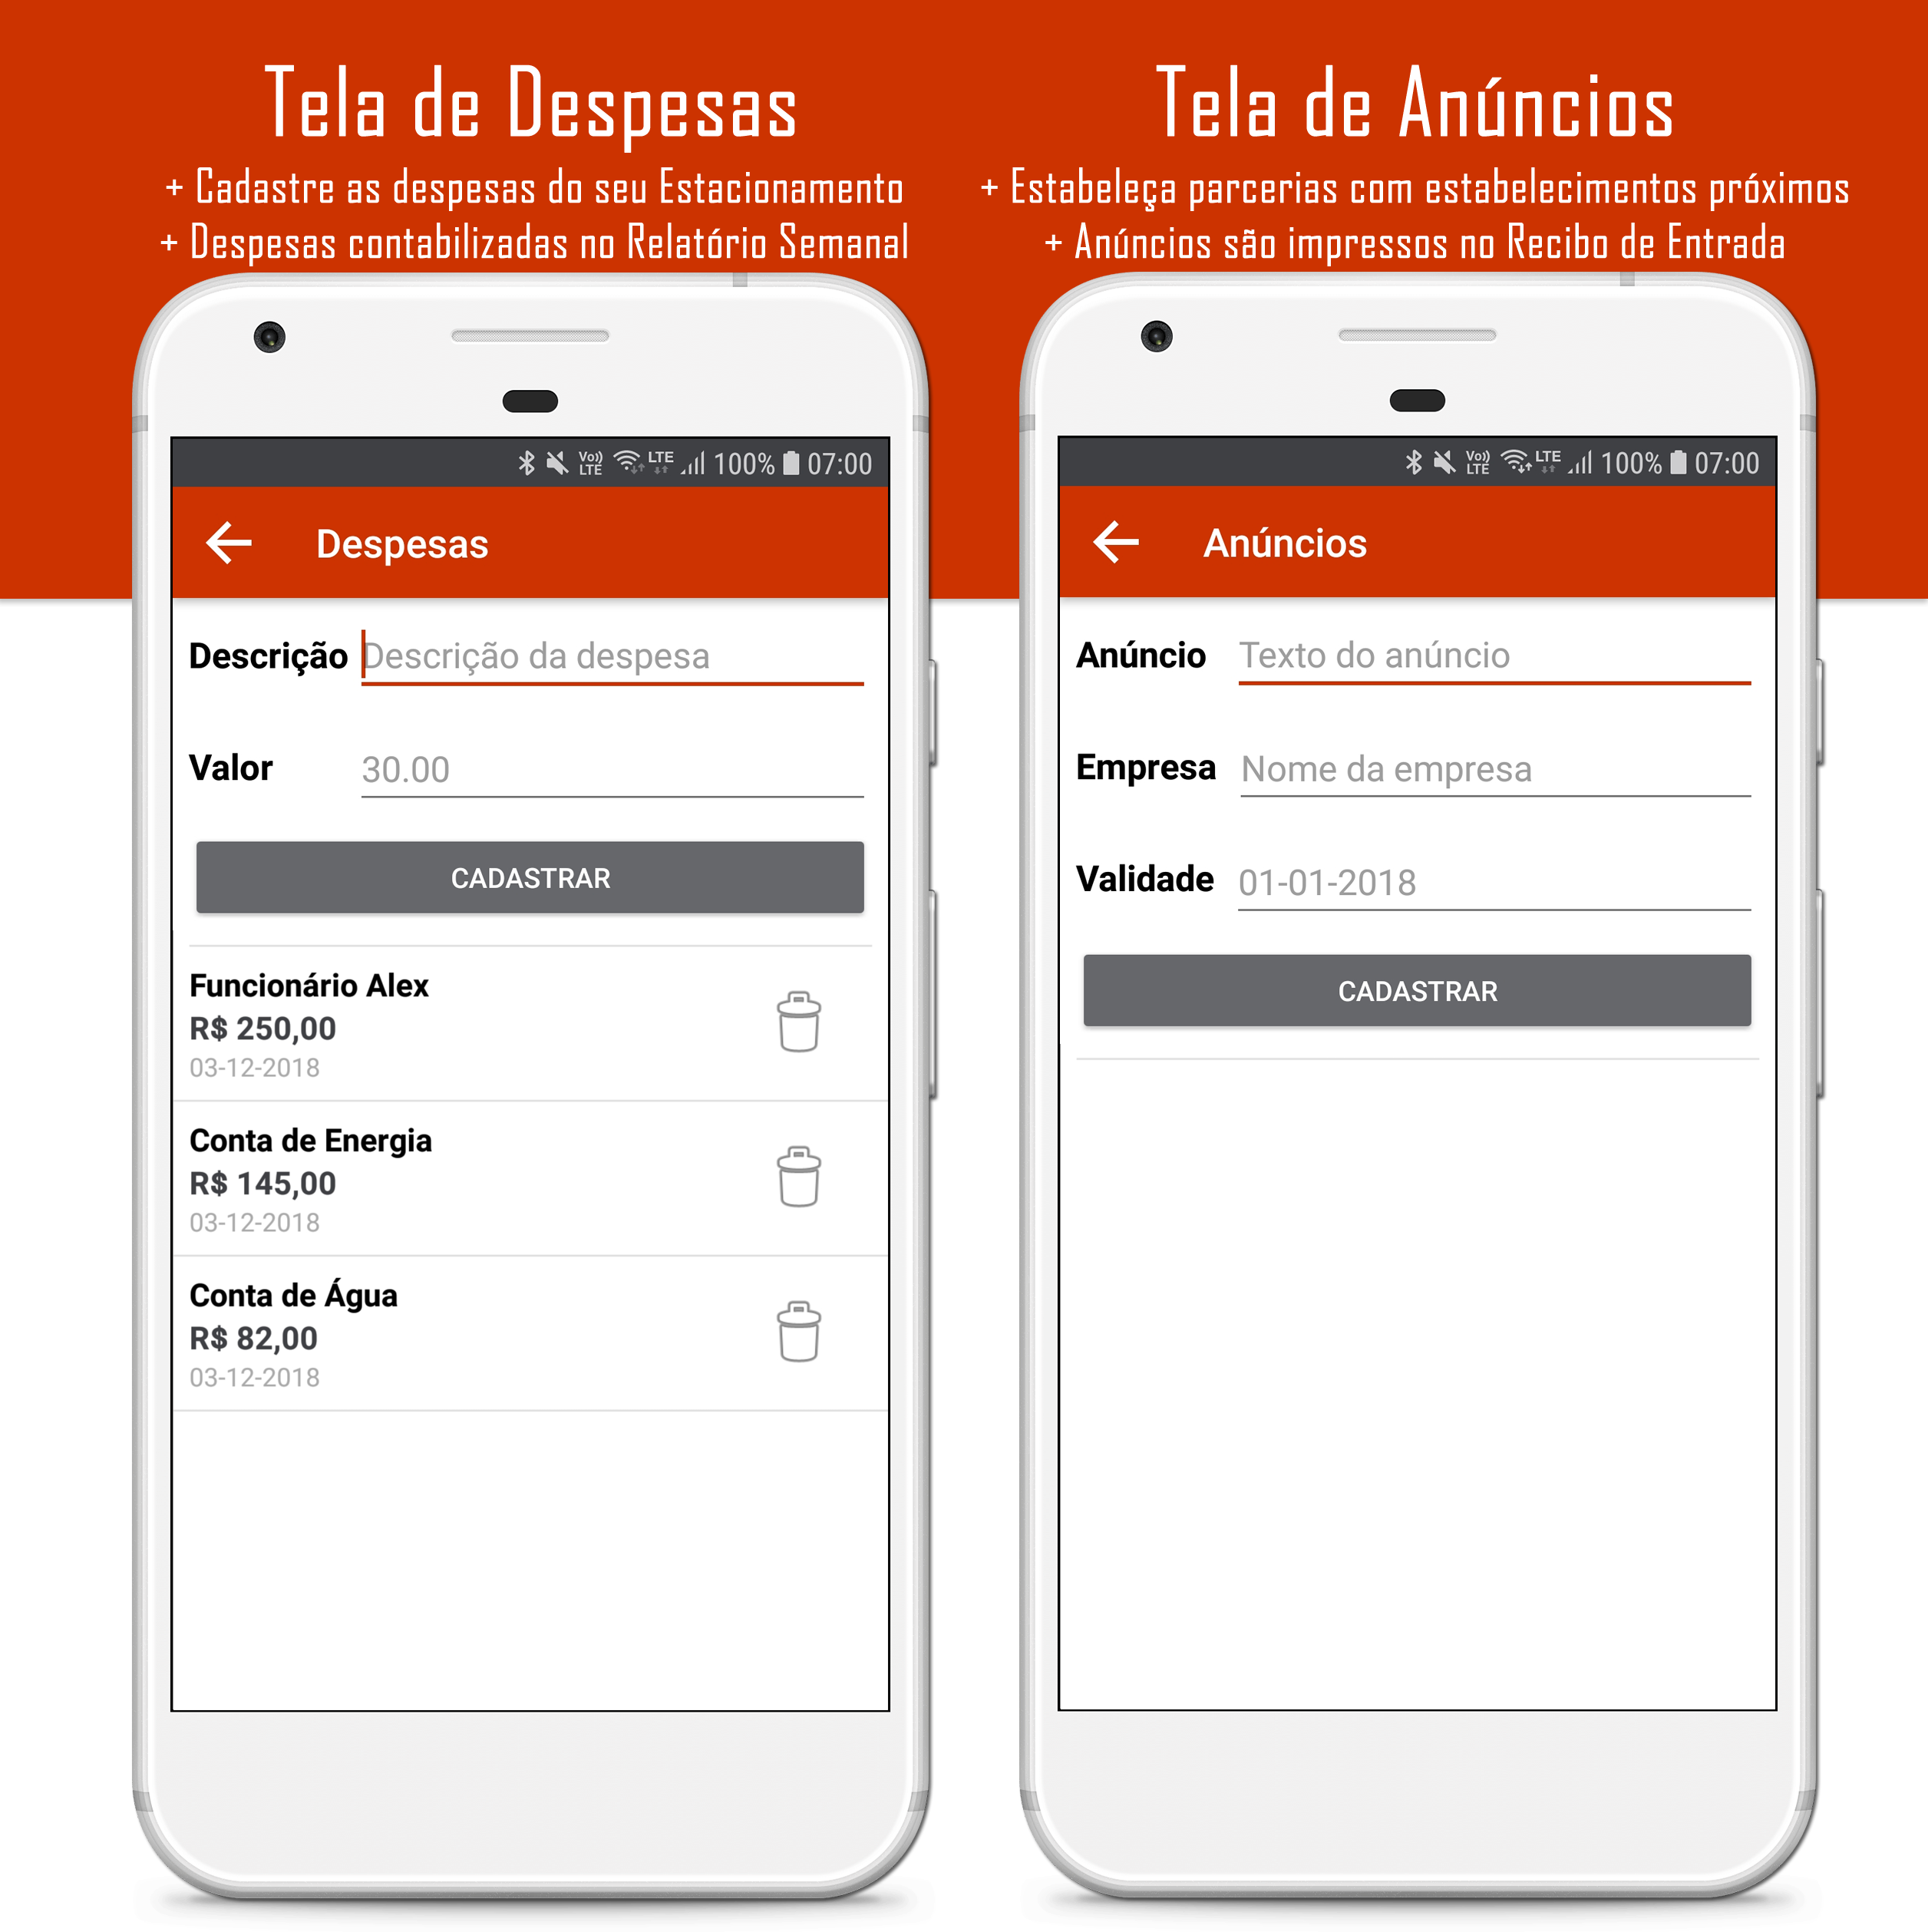 Tela de Despesas
+ Cadastre as despesas do seu Estacionamento
+ Despesas contabilizadas no Relatório Semanal
Vo)) LTE LTE 100% 07:00
Despesas
Descrição Descrição da despesa
Valor 30.00
CADASTRAR
Funcionário Alex
R$ 250,00
03-12-2018
Conta de Energia
R$ 145,00
03-12-2018
Conta de Água
R$ 82,00
03-12-2018
Tela de Anúncios
+ Estabeleça parcerias com estabelecimentos próximos
+ Anúncios são impressos no Recibo de Entrada
Vo)) LTE LTE 100% 07:00
Anúncios
Anúncio Texto do anúncio
Empresa Nome da empresa
Validade 01-01-2018
CADASTRAR